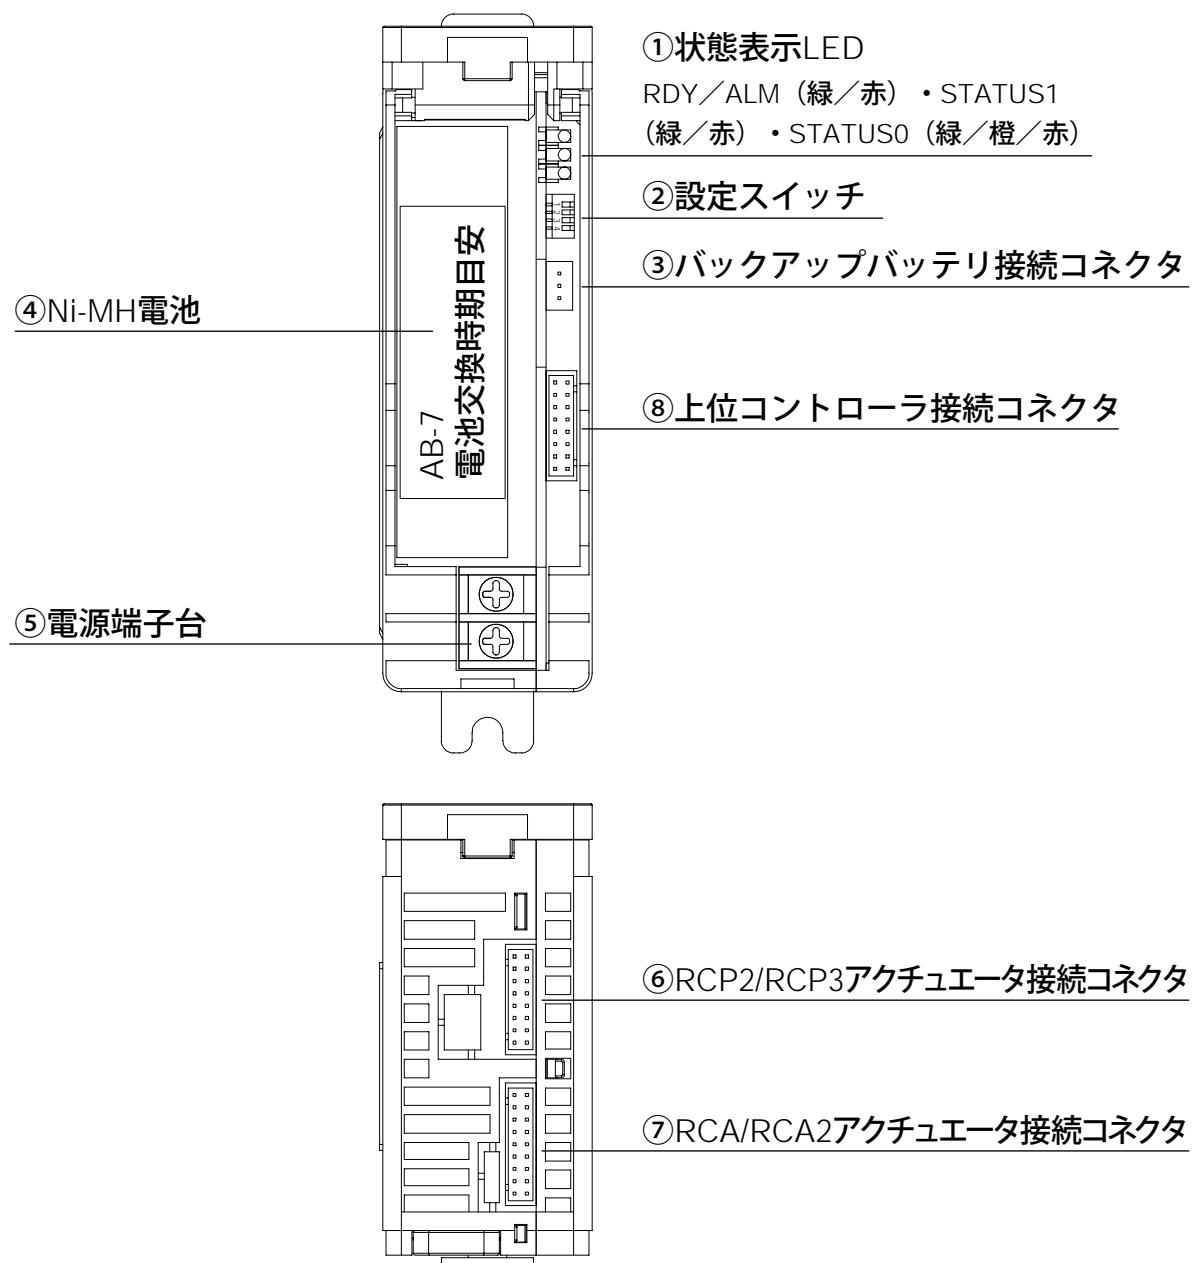 ①状態表示LED
RDY／ALM（緑／赤）・STATUS1
（緑／赤）・STATUS0（緑／橙／赤）
②設定スイッチ
1 2 3 4
③バックアップバッテリ接続コネクタ
④Ni-MH電池
AB-7
電池交換時期目安
⑧上位コントローラ接続コネクタ
⑤電源端子台
⑥RCP2/RCP3アクチュエータ接続コネクタ
⑦RCA/RCA2アクチュエータ接続コネクタ